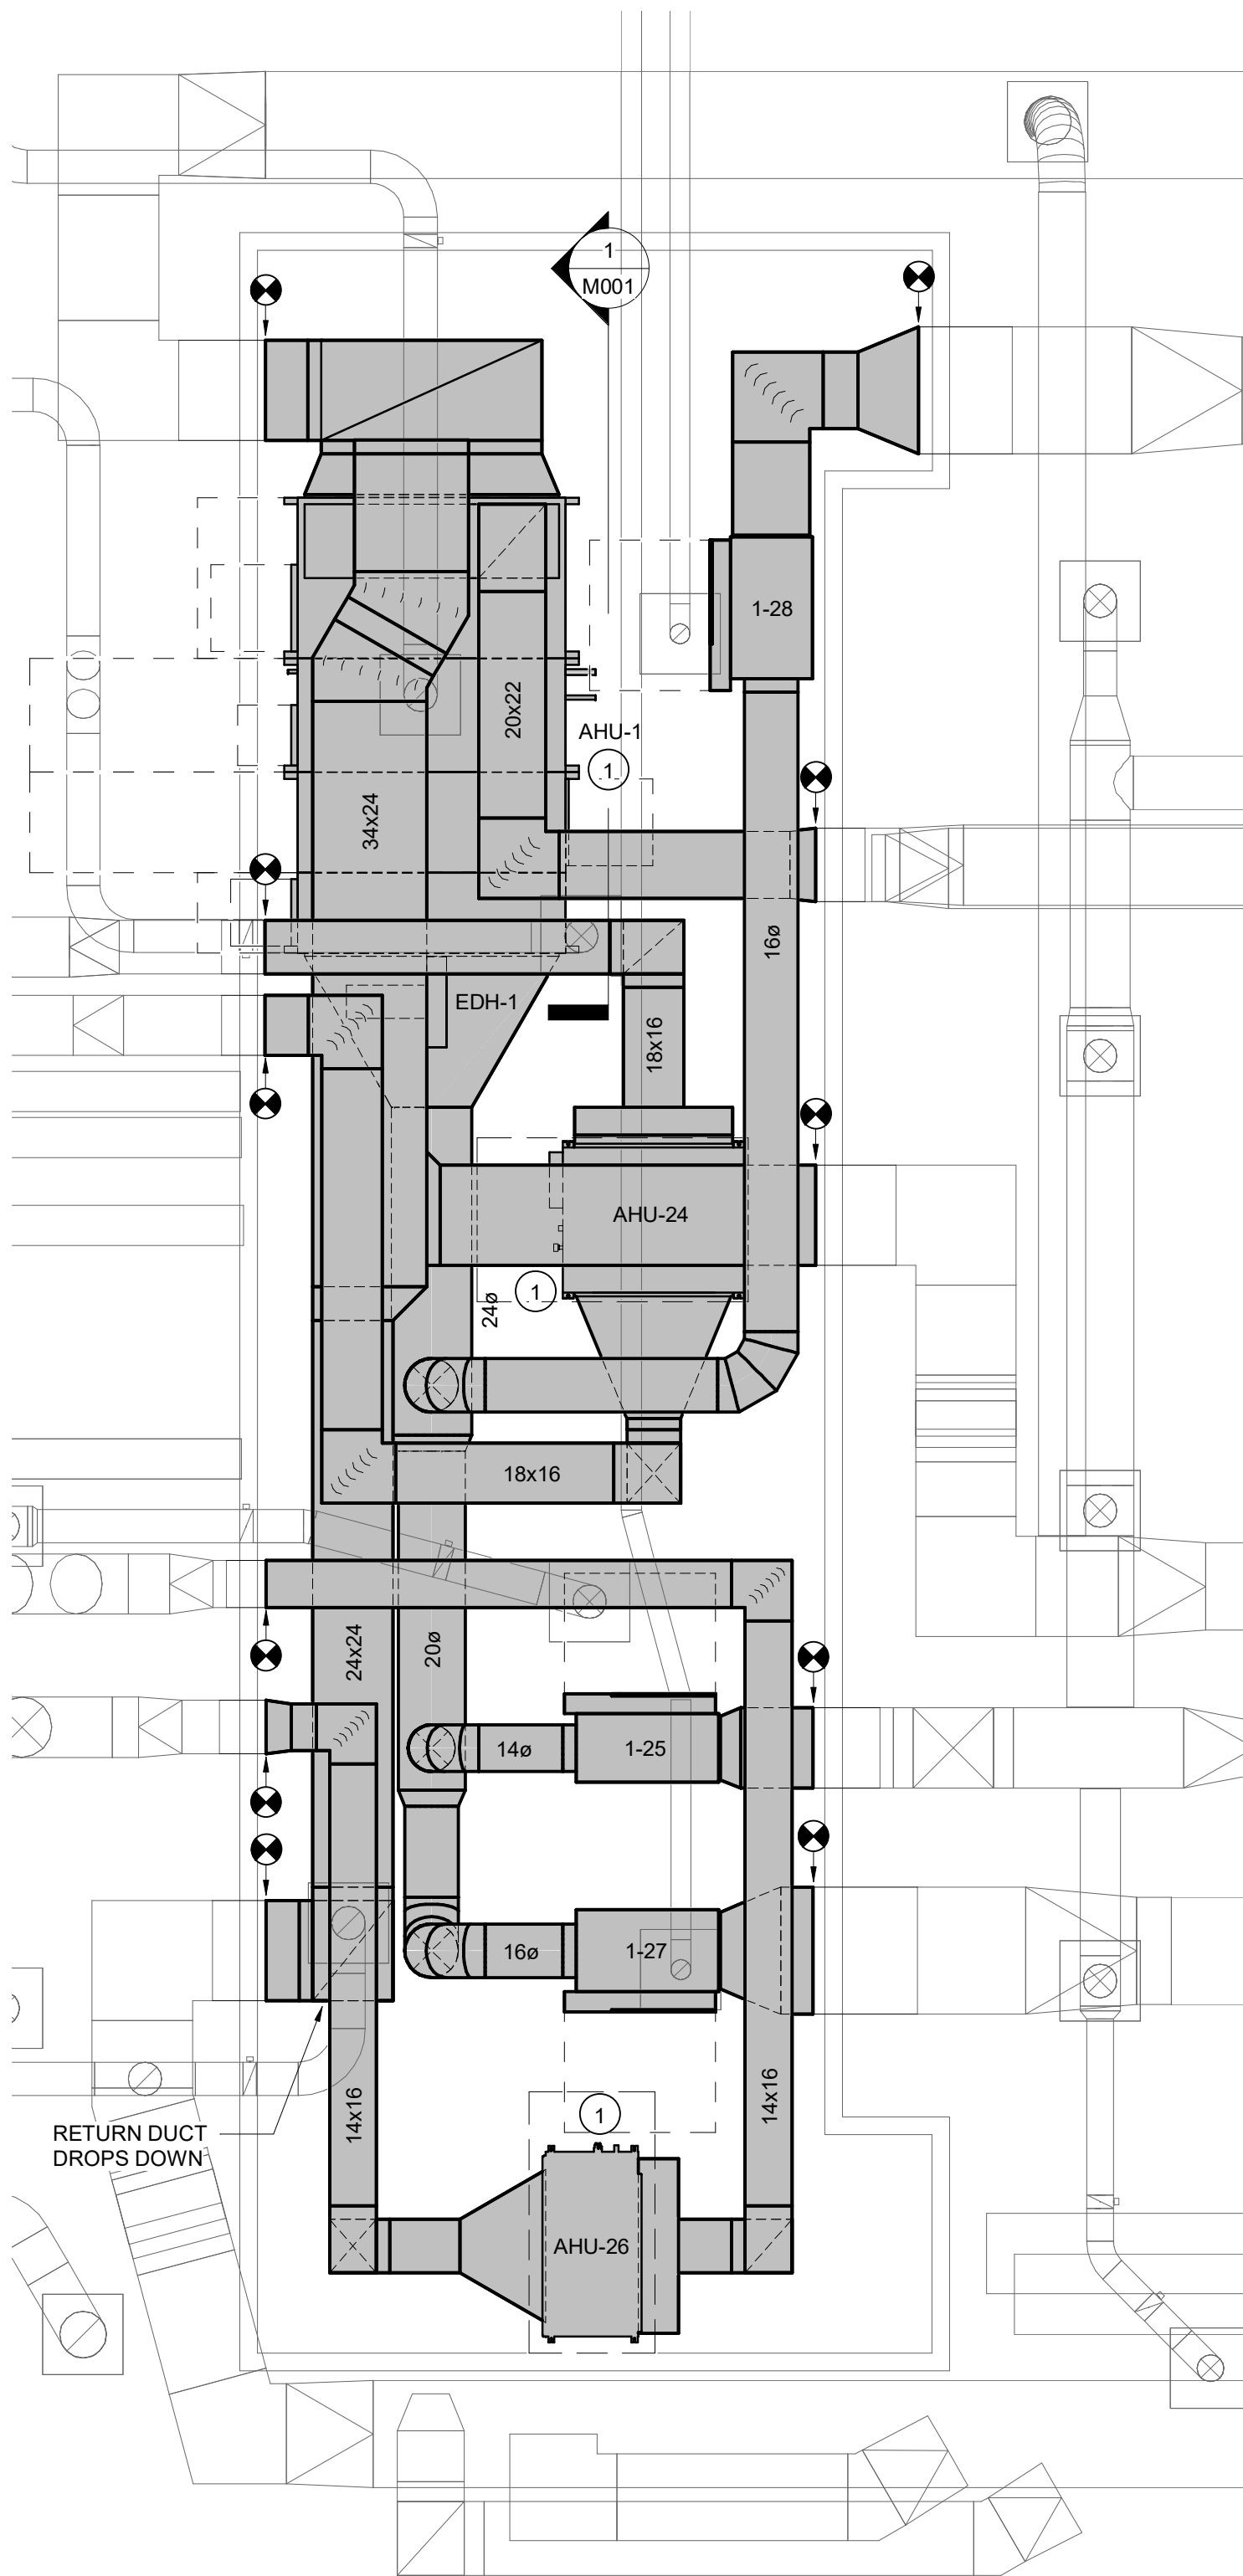 1
M001
1-28
20x22
AHU-1
1
34x24
16ø
EDH-1
18x16
AHU-24
1
24ø
18x16
24x24
20ø
14ø
1-25
16ø
1-27
RETURN DUCT
DROPS DOWN
14x16
1
14x16
AHU-26